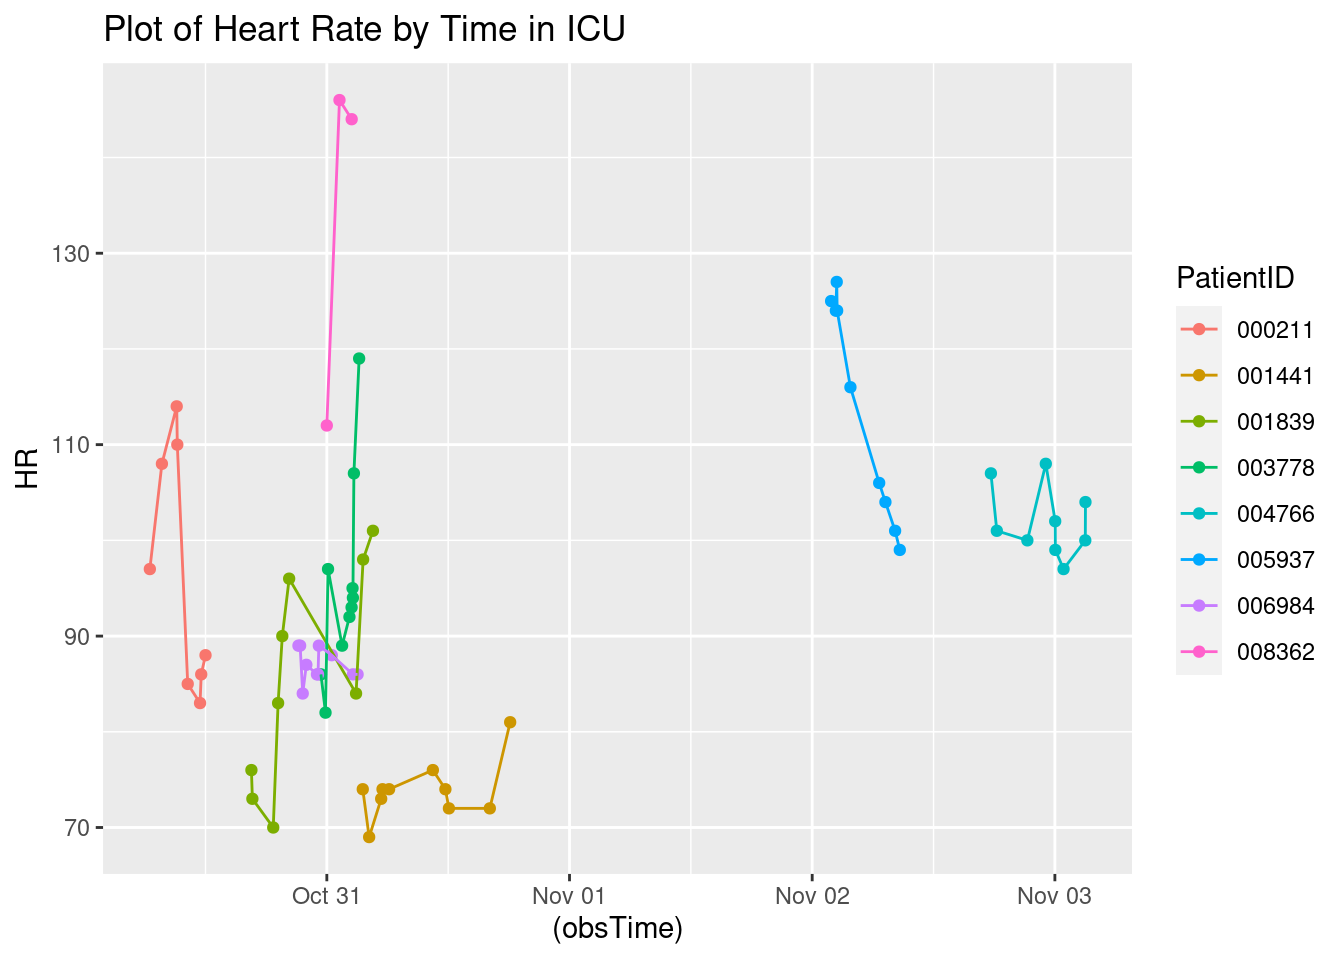 Plot of Heart Rate by Time in ICU
130
110
90
70
HR
Oct 31
Nov 01
Nov 02
Nov 03
(obsTime)
PatientID
000211
001441
001839
003778
004766
005937
006984
008362